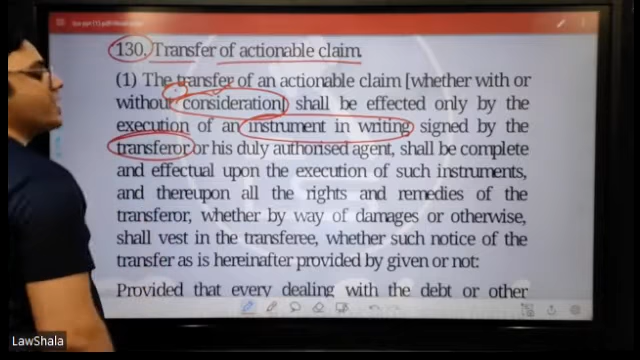 130. Transfer of actionable claim
(1) The transfer of an actionable claim [whether with or
without consideration] shall be effected only by the
execution of an instrument in writing signed by the
transferor or his duly authorised agent, shall be complete
and effectual upon the execution of such instruments,
and thereupon all the rights and remedies of the
transferor, whether by way of damages or otherwise,
shall vest in the transferee, whether such notice of the
transfer as is hereinafter provided by given or not:
Provided that every dealing with the debt or other
LawShala